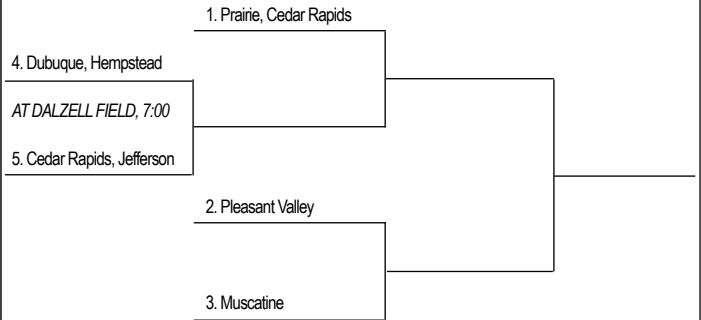 1. Prairie, Cedar Rapids
4. Dubuque, Hempstead
AT DALZELL FIELD, 7:00
5. Cedar Rapids, Jefferson
2. Pleasant Valley
3. Muscatine